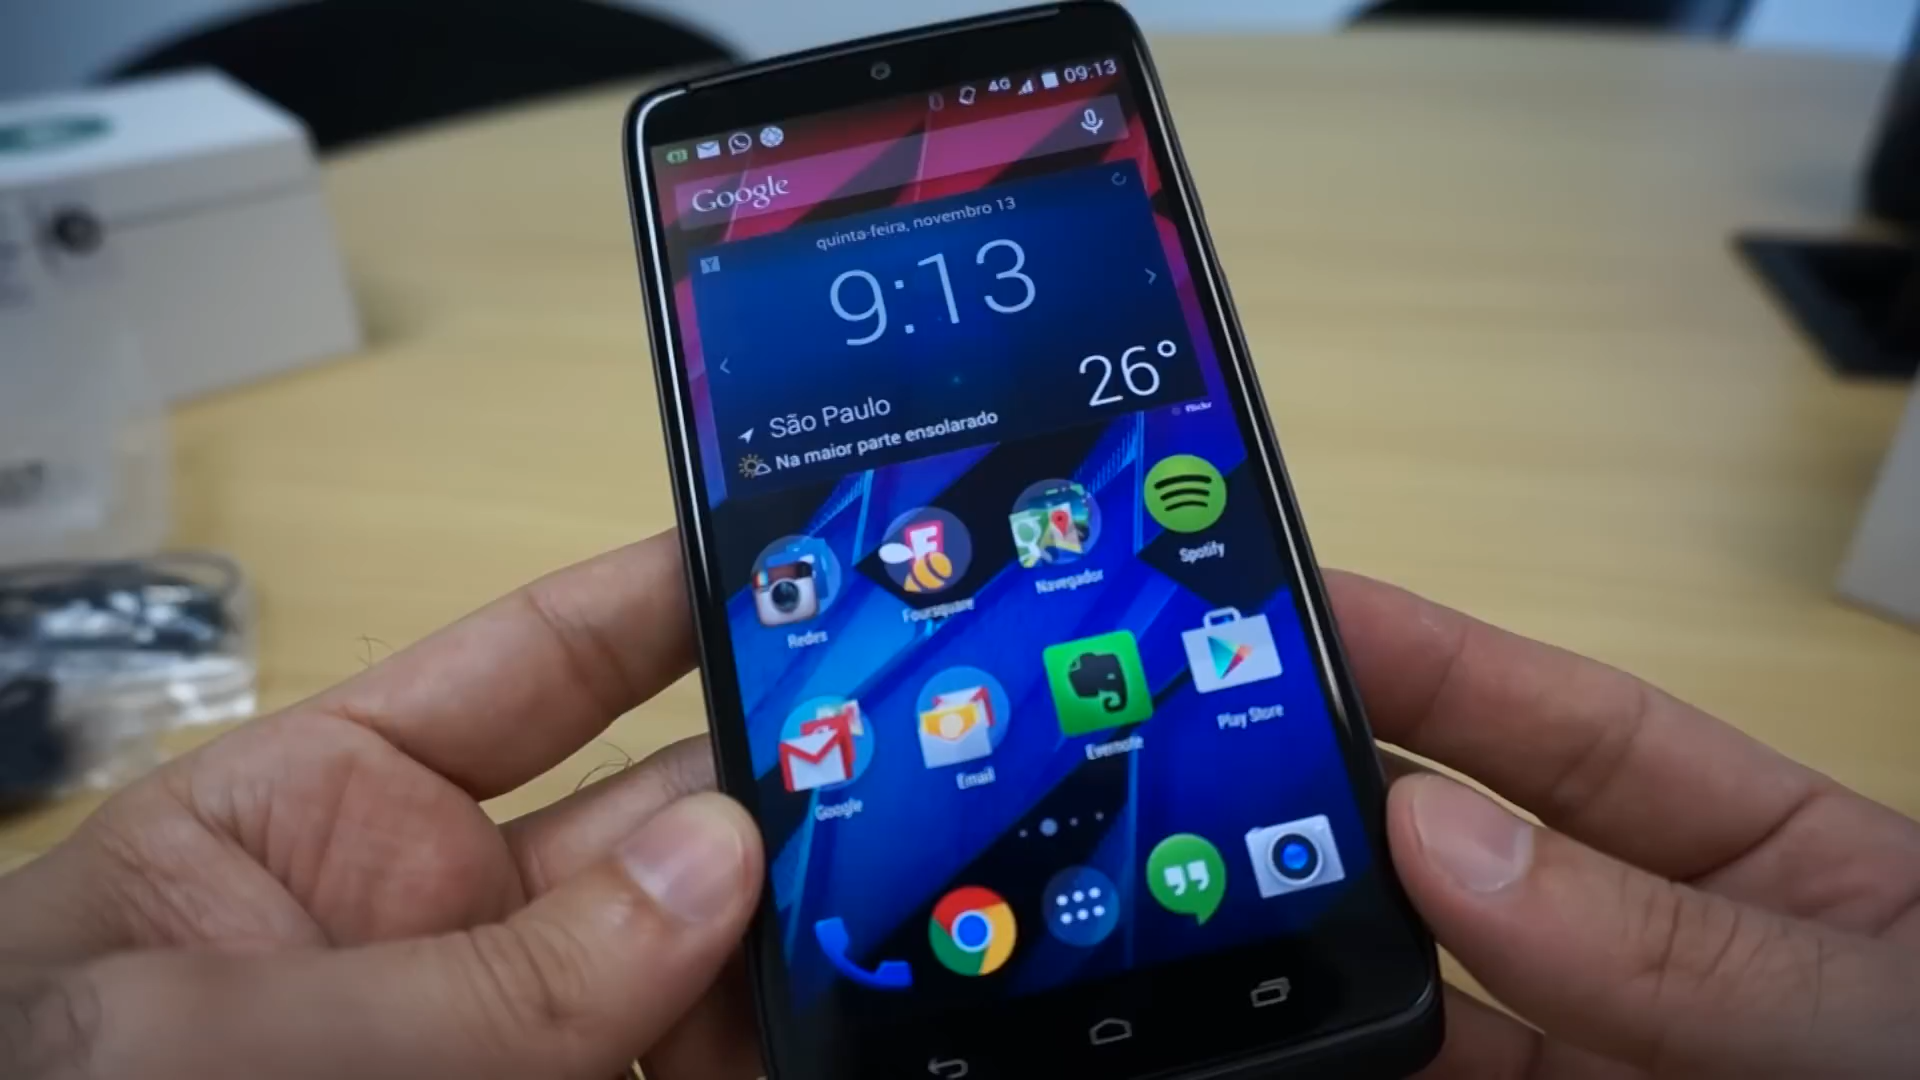 4G 09:13
Google
quinta-feira, novembro 13
9:13
26°
São Paulo
Na maior parte ensolarado
flickr
Redes
Foursquare
Navegador
Spotify
Google
Email
Evernote
Play Store